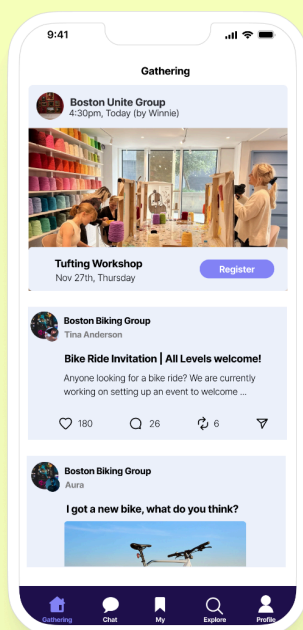 9:41
Gathering
Boston Unite Group
4:30pm, Today (by Winnie)
Tufting Workshop
Nov 27th, Thursday
Register
Boston Biking Group
Tina Anderson
Bike Ride Invitation | All Levels welcome!
Anyone looking for a bike ride? We are currently
working on setting up an event to welcome ...
180 26 6
Boston Biking Group
Aura
I got a new bike, what do you think?
Gathering Chat My Explore Profile